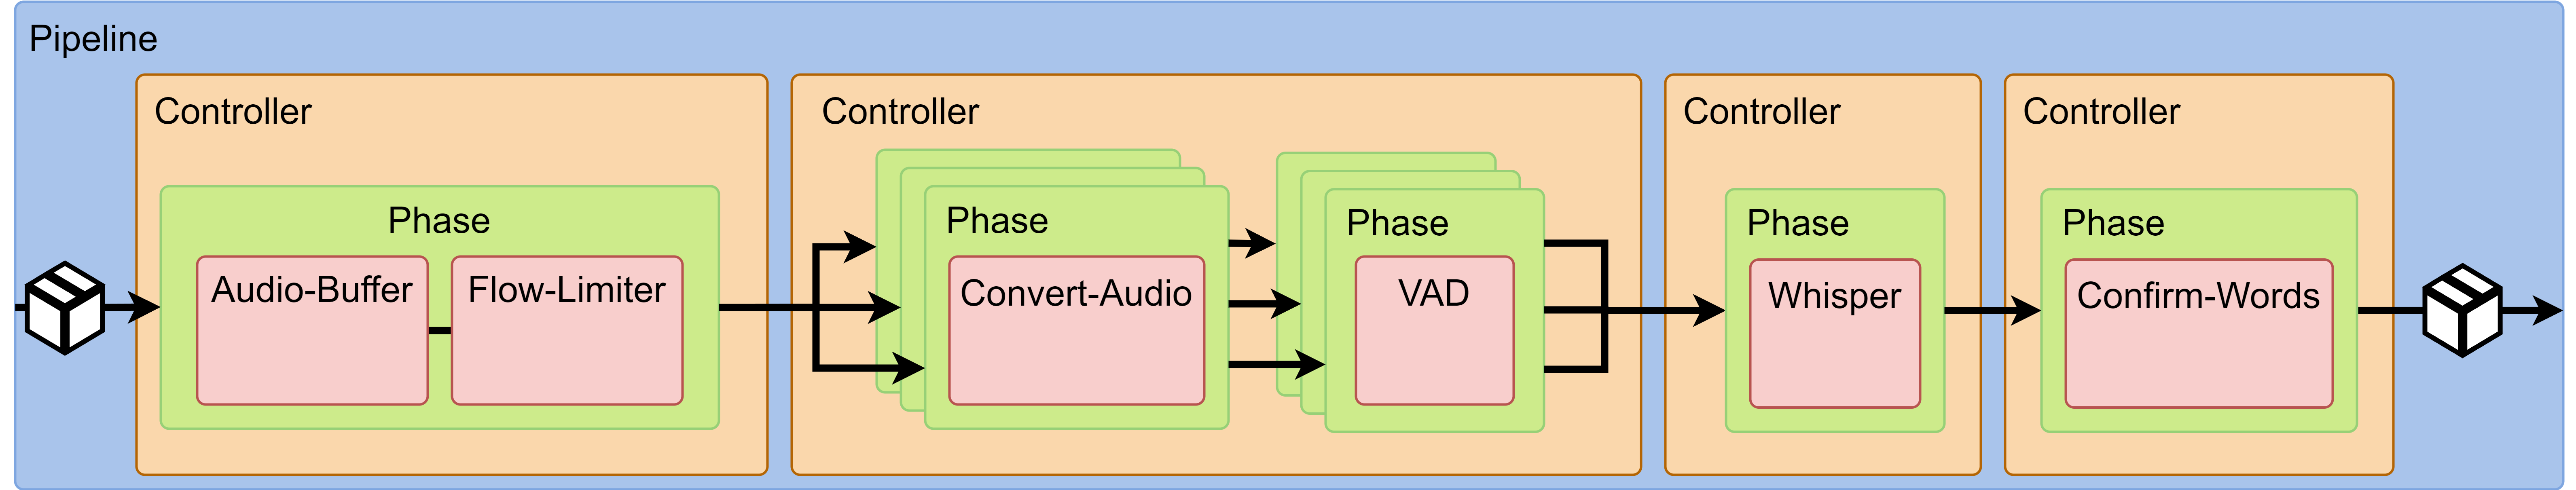 Pipeline
Controller
Phase
Audio-Buffer
Flow-Limiter
Controller
Phase
Convert-Audio
Phase
VAD
Controller
Phase
Whisper
Controller
Phase
Confirm-Words